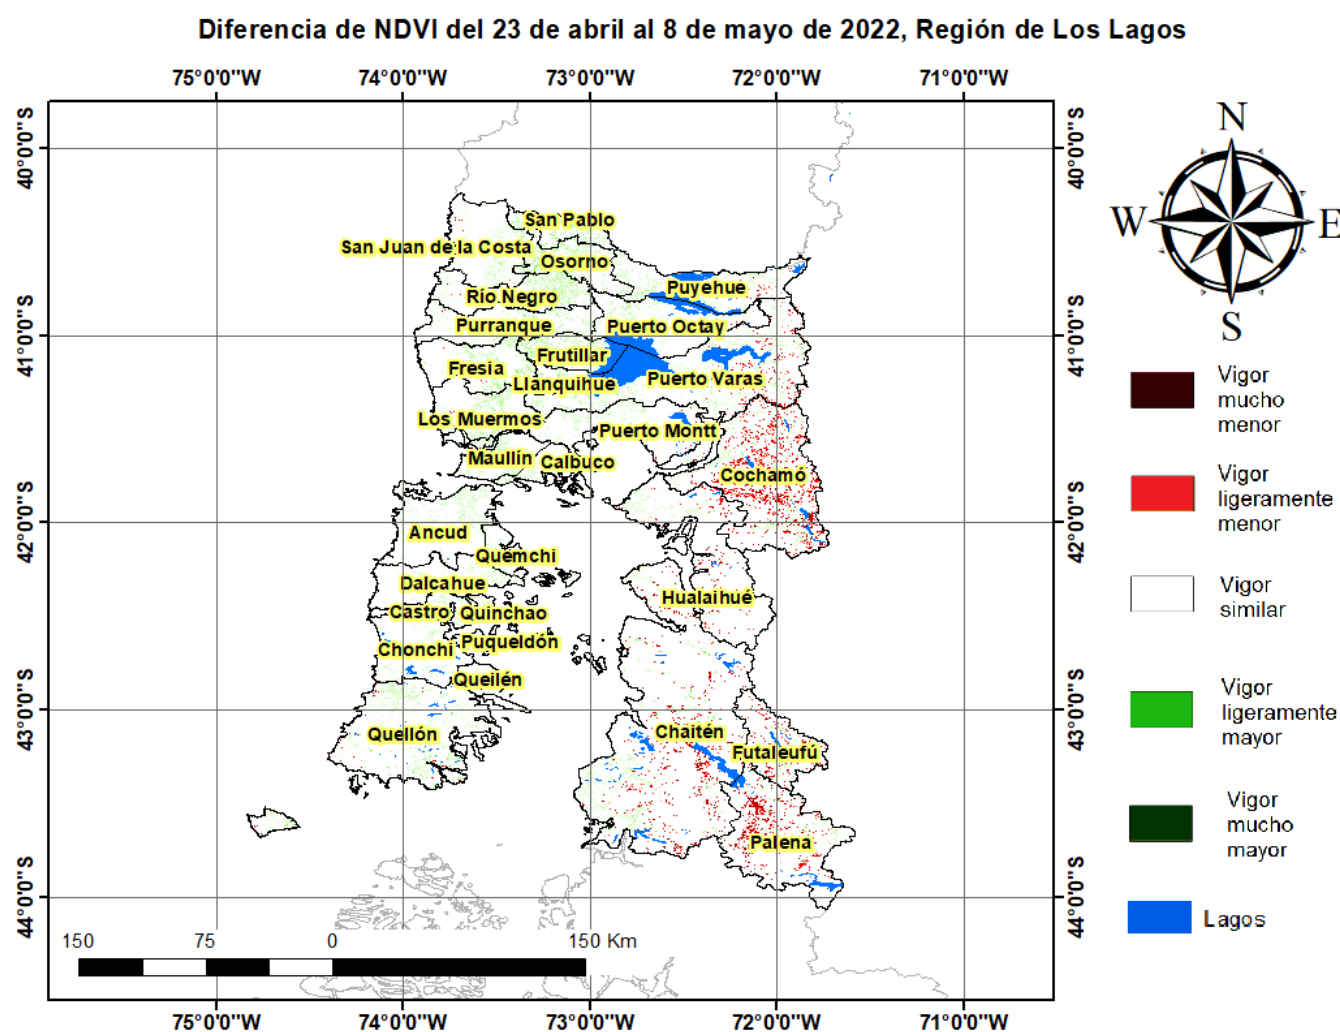 Diferencia de NDVI del 23 de abril al 8 de mayo de 2022, Región de Los Lagos
75°0'0"W 74°0'0"W 73°0'0"W 72°0'0"W 71°0'0"W
40°0'0"S
40°0'0"S
41°0'0"S
41°0'0"S
42°0'0"S
42°0'0"S
43°0'0"S
43°0'0"S
44°0'0"S
44°0'0"S
San Pablo
San Juan de la Costa
Osorno
Puyehue
Río Negro
Purranque
Puerto Octay
Frutillar
Fresia
Llanquihue
Puerto Varas
Los Muermos
Puerto Montt
Maullín
Calbuco
Cochamó
Ancud
Quemchi
Dalcahue
Hualaihué
Castro
Quinchao
Chonchi
Puqueldón
Queilén
Quellón
Chaitén
Futaleufú
Palena
150 75 0 150 Km
75°0'0"W 74°0'0"W 73°0'0"W 72°0'0"W 71°0'0"W
N
W E
S
Vigor
mucho
menor
Vigor
ligeramente
menor
Vigor
similar
Vigor
ligeramente
mayor
Vigor
mucho
mayor
Lagos